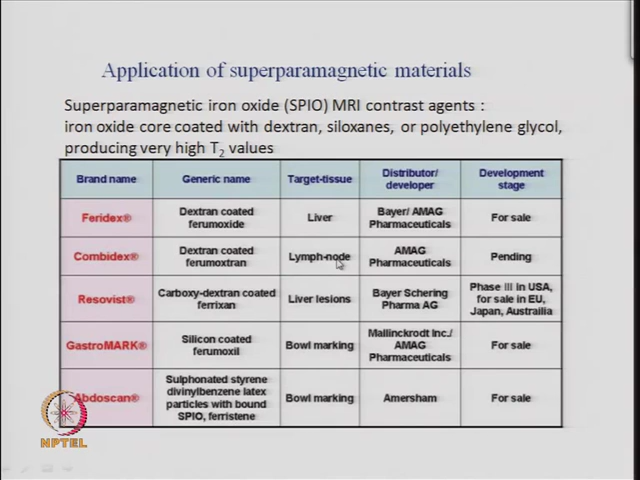 Application of superparamagnetic materials
Superparamagnetic iron oxide (SPIO) MRI contrast agents :
iron oxide core coated with dextran, siloxanes, or polyethylene glycol,
producing very high T2 values
Brand name
Generic name
Target-tissue
Distributor/
developer
Development
stage
Feridex®
Dextran coated
ferumoxide
Liver
Bayer/ AMAG
Pharmaceuticals
For sale
Combidex®
Dextran coated
ferumoxtran
Lymph-node
AMAG
Pharmaceuticals
Pending
Resovist®
Carboxy-dextran coated
ferrixan
Liver lesions
Bayer Schering
Pharma AG
Phase III in USA,
for sale in EU,
Japan, Austrailia
GastroMARK®
Silicon coated
ferumoxil
Bowl marking
Mallinckrodt Inc./
AMAG
Pharmaceuticals
For sale
Abdoscan®
Sulphonated styrene
divinylbenzene latex
particles with bound
SPIO, ferristene
Bowl marking
Amersham
For sale
NPTEL